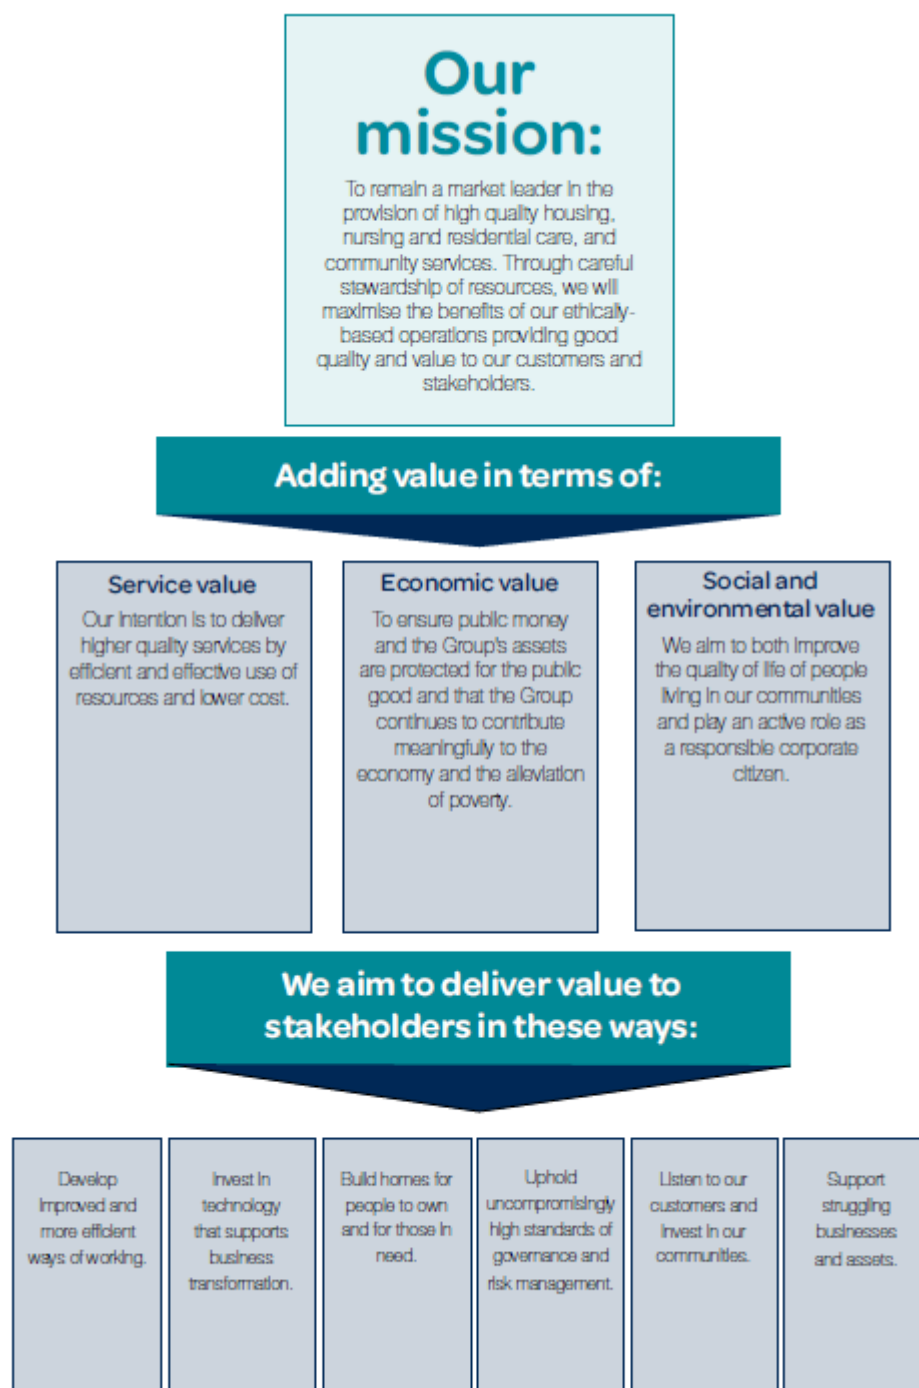 Our
mission:
To remain a market leader in the
provision of high quality housing,
nursing and residential care, and
community services. Through careful
stewardship of resources, we will
maximise the benefits of our ethically-
based operations providing good
quality and value to our customers and
stakeholders.
Adding value in terms of:
Service value
Our intention is to deliver
higher quality services by
efficient and effective use of
resources and lower cost.
Economic value
To ensure public money
and the Group's assets
are protected for the public
good and that the Group
continues to contribute
meaningfully to the
economy and the alleviation
of poverty.
Social and
environmental value
We aim to both improve
the quality of life of people
living in our communities
and play an active role as
a responsible corporate
citizen.
We aim to deliver value to
stakeholders in these ways:
Develop
improved and
more efficient
ways of working.
Invest in
technology
that supports
business
transformation.
Build homes for
people to own
and for those in
need.
Uphold
uncompromisingly
high standards of
governance and
risk management.
Listen to our
customers and
invest in our
communities.
Support
struggling
businesses
and assets.